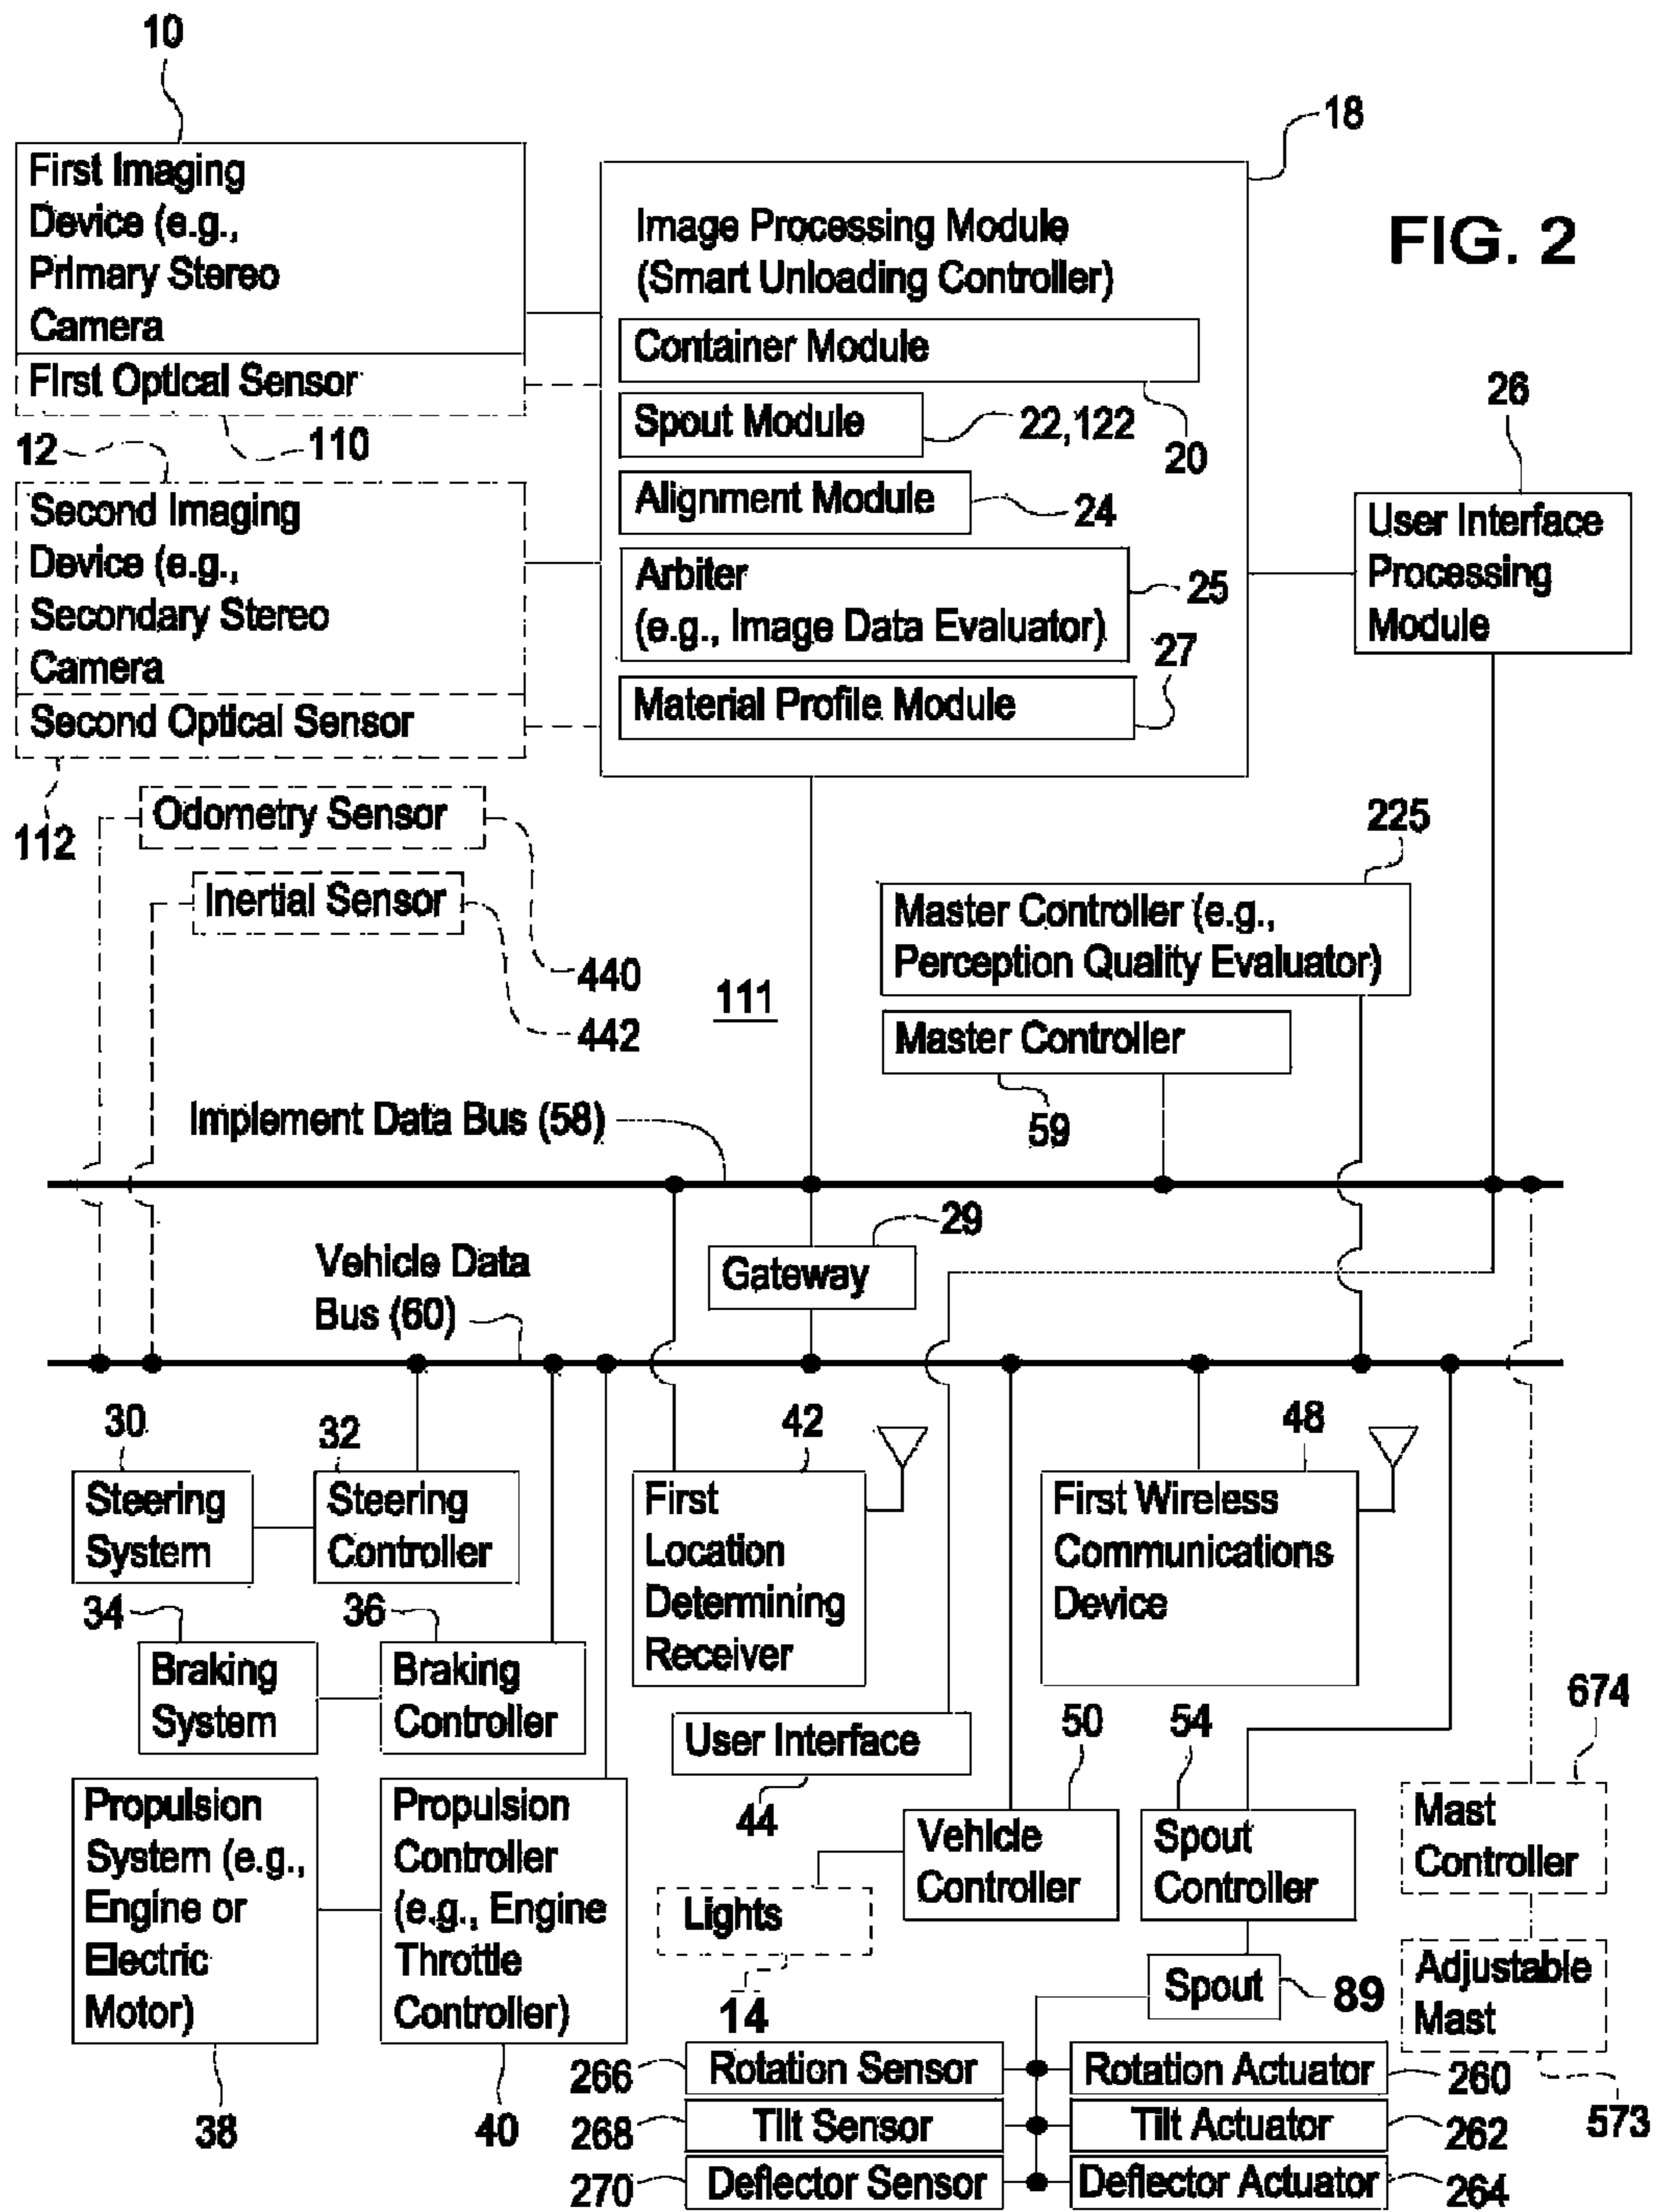 10
18
First Imaging
Device (e.g.,
Primary Stereo
Camera
First Optical Sensor
110
12
Second Imaging
Device (e.g.,
Secondary Stereo
Camera
Second Optical Sensor
112
Image Processing Module
(Smart Unloading Controller)
Container Module
20
Spout Module
22,122
Alignment Module
24
Arbiter
(e.g., Image Data Evaluator)
25
Material Profile Module
27
FIG. 2
26
User Interface
Processing
Module
Odometry Sensor
440
Inertial Sensor
442
111
225
Master Controller (e.g.,
Perception Quality Evaluator)
Master Controller
59
Implement Data Bus (58)
29
Gateway
Vehicle Data
Bus (60)
30
Steering
System
32
Steering
Controller
34
Braking
System
36
Braking
Controller
Propulsion
System (e.g.,
Engine or
Electric
Motor)
38
Propulsion
Controller
(e.g., Engine
Throttle
Controller)
40
42
First
Location
Determining
Receiver
User Interface
44
48
First Wireless
Communications
Device
50
Vehicle
Controller
Lights
14
54
Spout
Controller
Spout
89
674
Mast
Controller
Adjustable
Mast
573
266
Rotation Sensor
Rotation Actuator
260
268
Tilt Sensor
Tilt Actuator
262
270
Deflector Sensor
Deflector Actuator
264